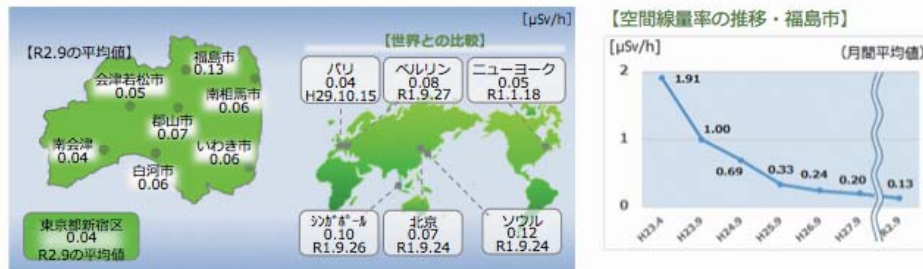 [μSv/h]
【R2.9の平均値】
福島市
0.13
会津若松市
0.05
南相馬市
0.06
郡山市
0.07
南会津
0.04
いわき市
0.06
白河市
0.06
東京都新宿区
0.04
R2.9の平均値
【世界との比較】
パリ
0.04
H29.10.15
ベルリン
0.08
R1.9.27
ニューヨーク
0.05
R1.1.18
シンガポール
0.10
R1.9.26
北京
0.07
R1.9.24
ソウル
0.12
R1.9.24
【空間線量率の推移・福島市】
[μSv/h]
(月間平均値)
2
1
0
1.91
1.00
0.69
0.33
0.24
0.20
0.13
H23.4
H23.9
H24.9
H25.9
H26.9
H27.9
R2.9